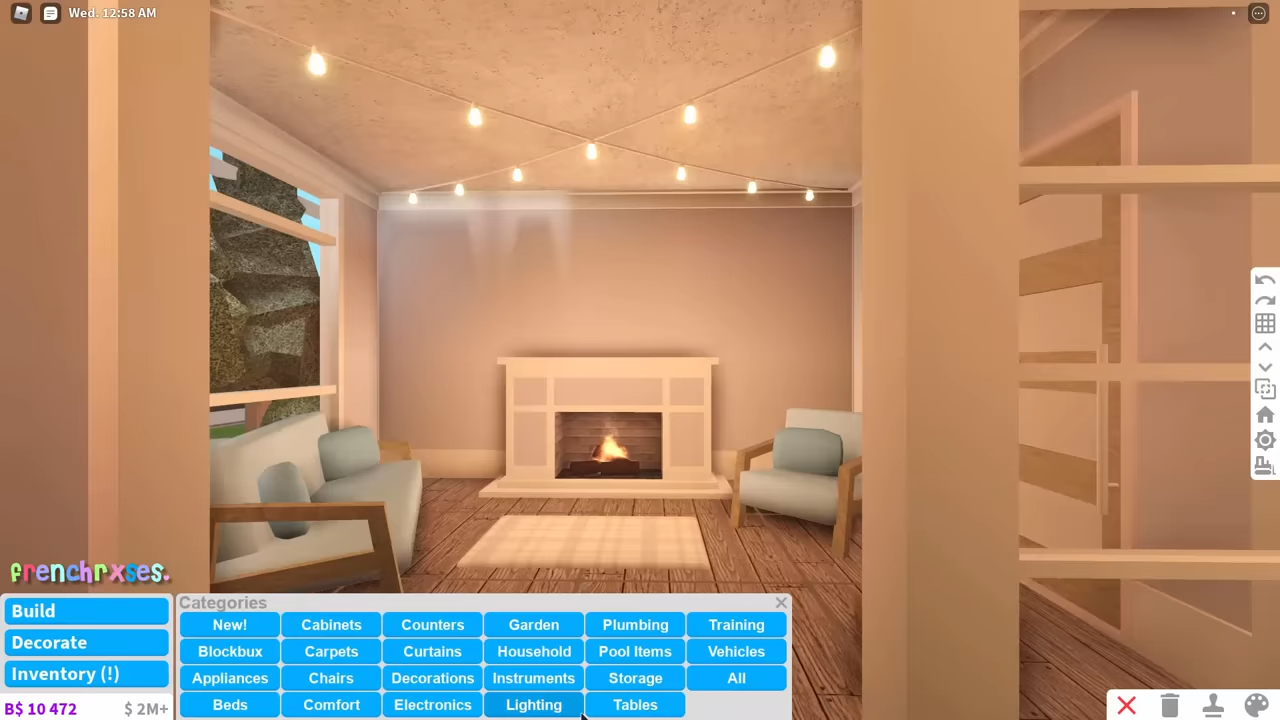 Wed. 12:58 AM
frenchrxses.
Build
Decorate
Inventory (!)
B$ 10 472 $ 2M+
Categories
New! Cabinets Counters Garden Plumbing Training
Blockbux Carpets Curtains Household Pool Items Vehicles
Appliances Chairs Decorations Instruments Storage All
Beds Comfort Electronics Lighting Tables